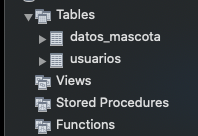 Tables
datos_mascota
usuarios
Views
Stored Procedures
Functions